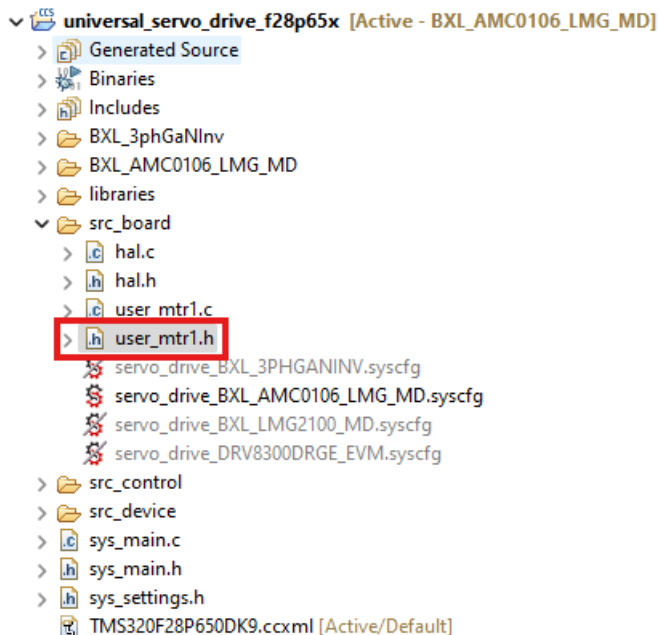 universal_servo_drive_f28p65x [Active - BXL_AMC0106_LMG_MD]
Generated Source
Binaries
Includes
BXL_3phGaNInv
BXL_AMC0106_LMG_MD
libraries
src_board
hal.c
hal.h
user_mtr1.c
user_mtr1.h
servo_drive_BXL_3PHGANINV.syscfg
servo_drive_BXL_AMC0106_LMG_MD.syscfg
servo_drive_BXL_LMG2100_MD.syscfg
servo_drive_DRV8300DRGE_EVM.syscfg
src_control
src_device
sys_main.c
sys_main.h
sys_settings.h
TMS320F28P650DK9.ccxml [Active/Default]